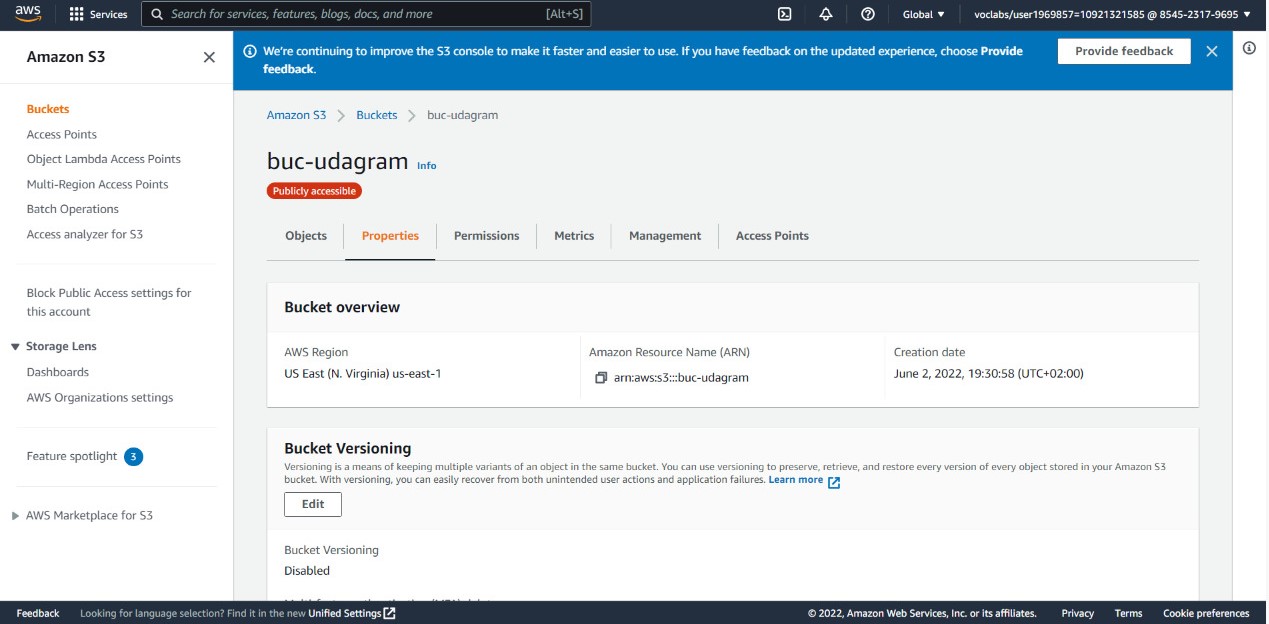 aws Services Search for services, features, blogs, docs, and more [Alt+S] Global voclabs/user1969857=10921321585 @ 8545-2317-9695
Amazon S3
Buckets
Access Points
Object Lambda Access Points
Multi-Region Access Points
Batch Operations
Access analyzer for S3
Block Public Access settings for
this account
Storage Lens
Dashboards
AWS Organizations settings
Feature spotlight 3
AWS Marketplace for S3
We're continuing to improve the S3 console to make it faster and easier to use. If you have feedback on the updated experience, choose Provide
feedback.
Provide feedback
Amazon S3 Buckets buc-udagram
buc-udagram Info
Publicly accessible
Objects Properties Permissions Metrics Management Access Points
Bucket overview
AWS Region
US East (N. Virginia) us-east-1
Amazon Resource Name (ARN)
arn:aws:s3:::buc-udagram
Creation date
June 2, 2022, 19:30:58 (UTC+02:00)
Bucket Versioning
Versioning is a means of keeping multiple variants of an object in the same bucket. You can use versioning to preserve, retrieve, and restore every version of every object stored in your Amazon S3
bucket. With versioning, you can easily recover from both unintended user actions and application failures. Learn more
Edit
Bucket Versioning
Disabled
Feedback Looking for language selection? Find it in the new Unified Settings © 2022, Amazon Web Services, Inc. or its affiliates. Privacy Terms Cookie preferences